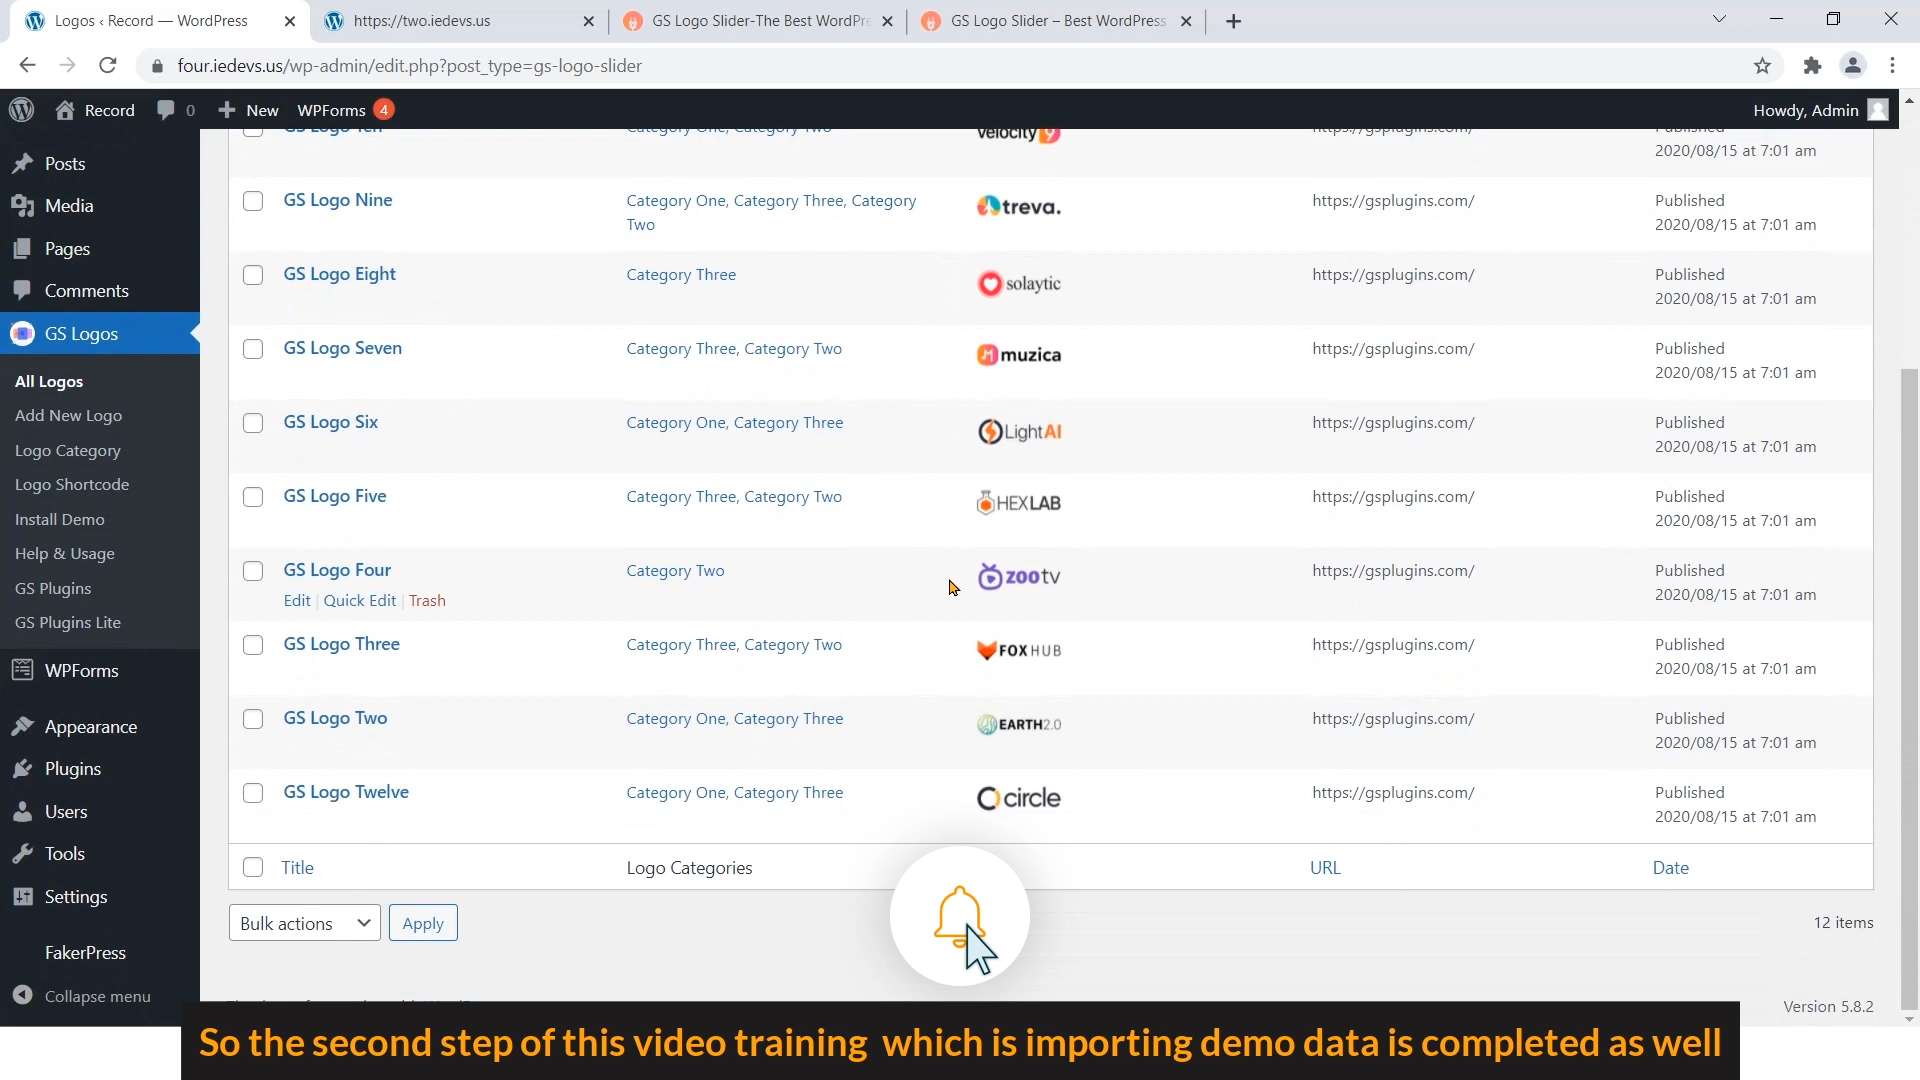 Logos ‹ Record — WordPress
https://two.iedevs.us
GS Logo Slider-The Best WordPre
GS Logo Slider – Best WordPress
four.iedevs.us/wp-admin/edit.php?post_type=gs-logo-slider
Record 0 New WPForms 4 Howdy, Admin
Posts
Media
Pages
Comments
GS Logos
All Logos
Add New Logo
Logo Category
Logo Shortcode
Install Demo
Help & Usage
GS Plugins
GS Plugins Lite
WPForms
Appearance
Plugins
Users
Tools
Settings
FakerPress
Collapse menu
GS Logo Ten Category One, Category Two velocity 9 https://gsplugins.com/ Published
2020/08/15 at 7:01 am
GS Logo Nine Category One, Category Three, Category treva. https://gsplugins.com/ Published
Two 2020/08/15 at 7:01 am
GS Logo Eight Category Three solaytic https://gsplugins.com/ Published
2020/08/15 at 7:01 am
GS Logo Seven Category Three, Category Two muzica https://gsplugins.com/ Published
2020/08/15 at 7:01 am
GS Logo Six Category One, Category Three LightAI https://gsplugins.com/ Published
2020/08/15 at 7:01 am
GS Logo Five Category Three, Category Two HEXLAB https://gsplugins.com/ Published
2020/08/15 at 7:01 am
GS Logo Four Category Two zootv https://gsplugins.com/ Published
Edit | Quick Edit | Trash 2020/08/15 at 7:01 am
GS Logo Three Category Three, Category Two FOXHUB https://gsplugins.com/ Published
2020/08/15 at 7:01 am
GS Logo Two Category One, Category Three EARTH2.0 https://gsplugins.com/ Published
2020/08/15 at 7:01 am
GS Logo Twelve Category One, Category Three circle https://gsplugins.com/ Published
2020/08/15 at 7:01 am
Title Logo Categories URL Date
Bulk actions Apply 12 items
Version 5.8.2
So the second step of this video training which is importing demo data is completed as well